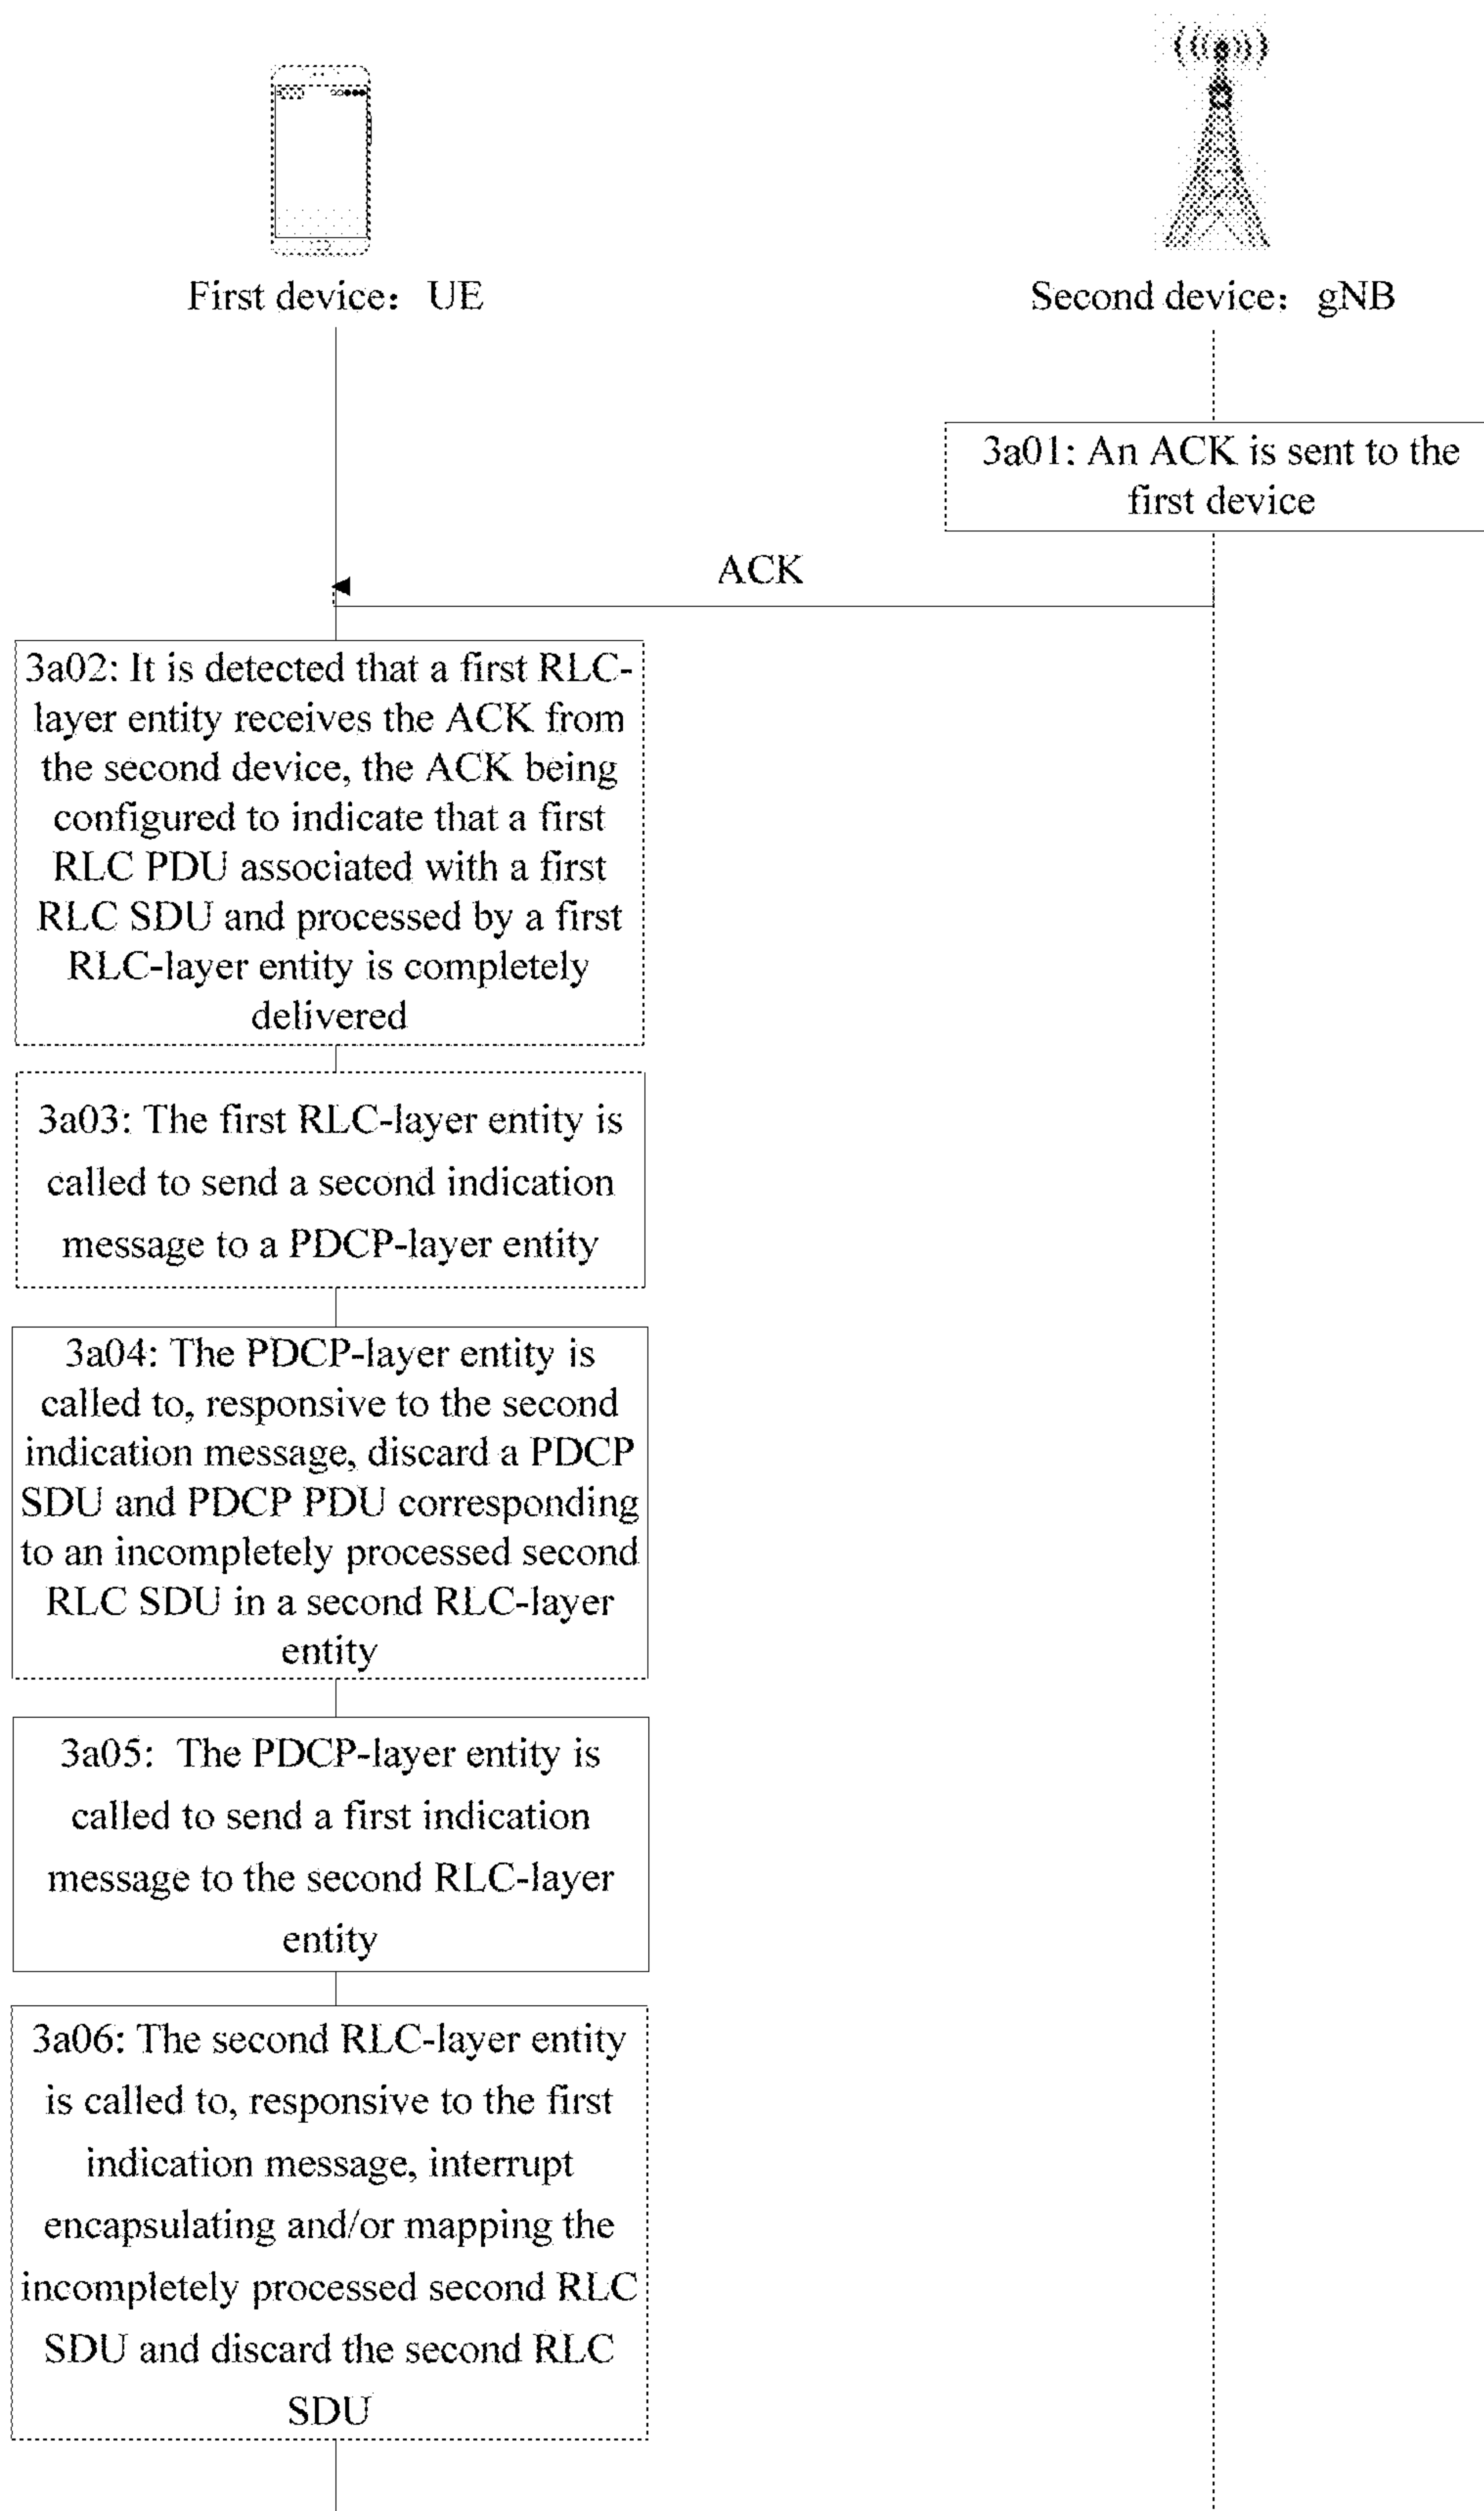 First device： UE
Second device： gNB
3a01: An ACK is sent to the
first device
ACK
3a02: It is detected that a first RLC-
layer entity receives the ACK from
the second device, the ACK being
configured to indicate that a first
RLC PDU associated with a first
RLC SDU and processed by a first
RLC-layer entity is completely
delivered
3a03: The first RLC-layer entity is
called to send a second indication
message to a PDCP-layer entity
3a04: The PDCP-layer entity is
called to, responsive to the second
indication message, discard a PDCP
SDU and PDCP PDU corresponding
to an incompletely processed second
RLC SDU in a second RLC-layer
entity
3a05: The PDCP-layer entity is
called to send a first indication
message to the second RLC-layer
entity
3a06: The second RLC-layer entity
is called to, responsive to the first
indication message, interrupt
encapsulating and/or mapping the
incompletely processed second RLC
SDU and discard the second RLC
SDU